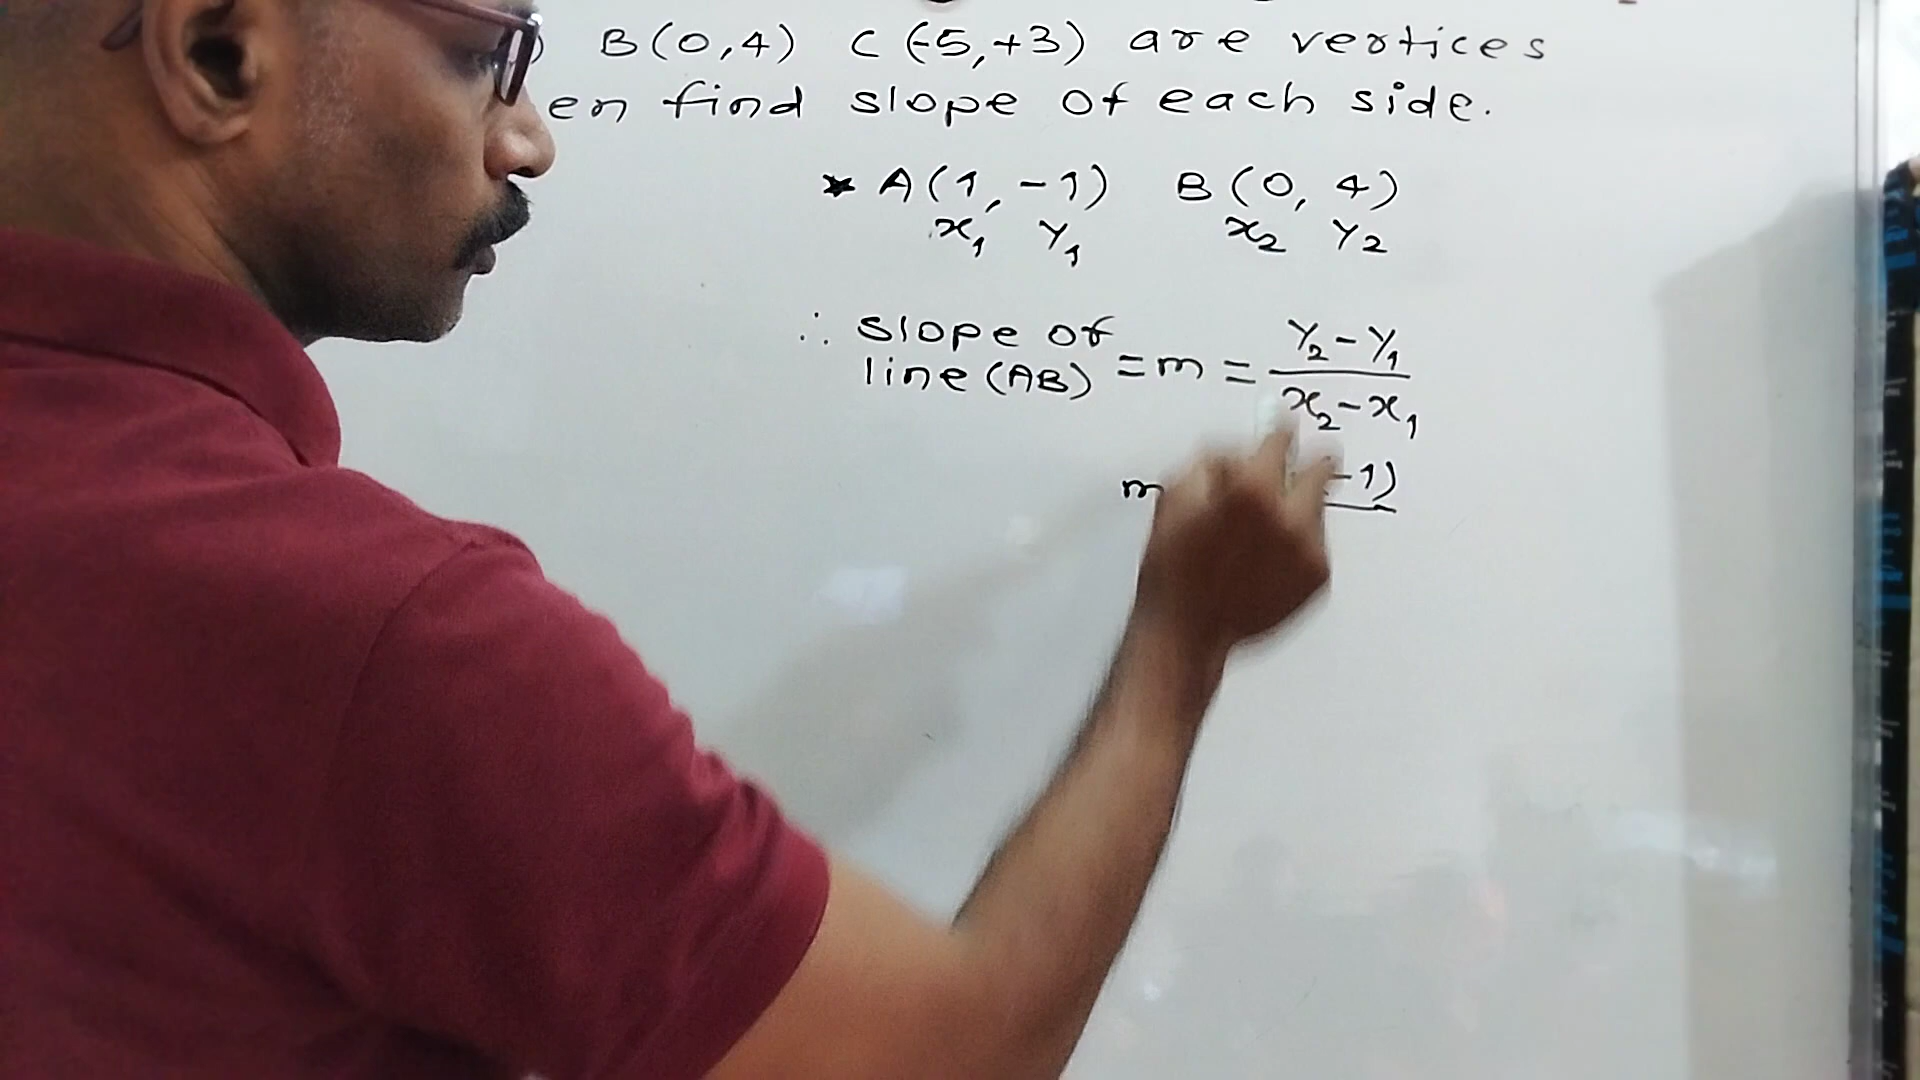 ) B(0,4) C(-5,+3) are vertices
en find slope of each side.
* A(1,-1) B(0,4)
x₁ y₁ x₂ y₂
∴ slope of line(AB) = m = y₂-y₁ / x₂-x₁
m -1)